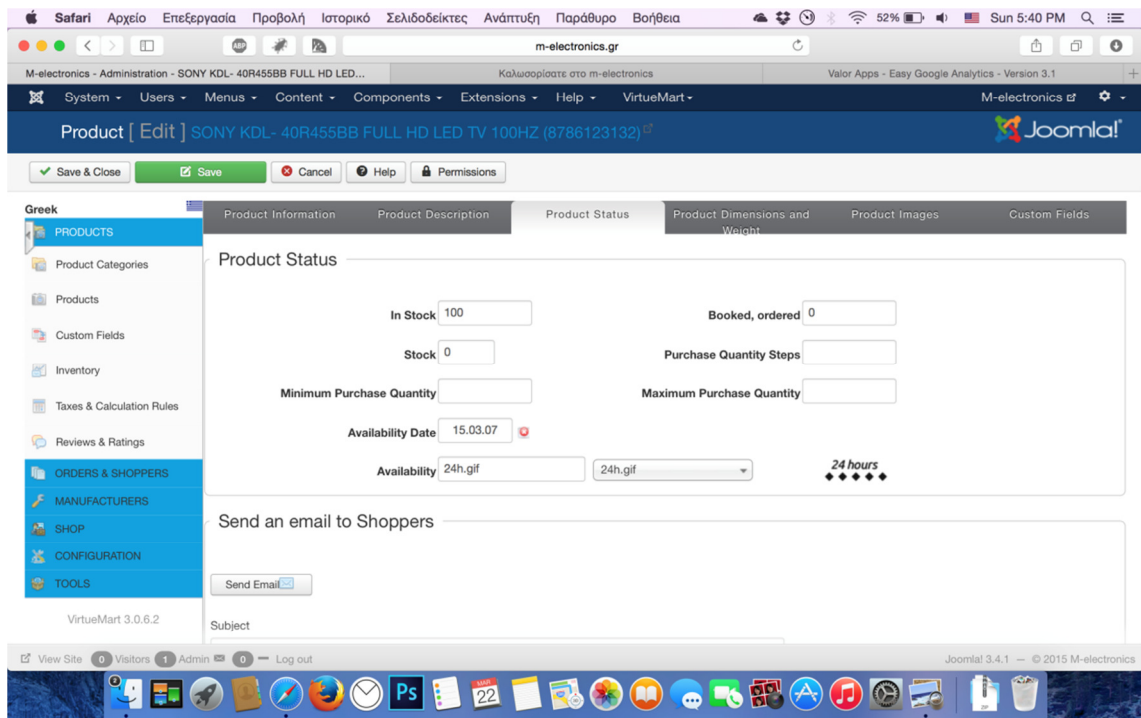 Safari Αρχείο Επεξεργασία Προβολή Ιστορικό Σελιδοδείκτες Ανάπτυξη Παράθυρο Βοήθεια 52% Sun 5:40 PM
ABP m-electronics.gr
M-electronics - Administration - SONY KDL- 40R455BB FULL HD LED... Καλωσορίσατε στο m-electronics Valor Apps - Easy Google Analytics - Version 3.1
System Users Menus Content Components Extensions Help VirtueMart M-electronics
Product [ Edit ] SONY KDL- 40R455BB FULL HD LED TV 100HZ (8786123132) Joomla!
Save & Close Save Cancel Help Permissions
Greek
Product Information Product Description Product Status Product Dimensions and Weight Product Images Custom Fields
PRODUCTS
Product Categories
Products
Custom Fields
Inventory
Taxes & Calculation Rules
Reviews & Ratings
ORDERS & SHOPPERS
MANUFACTURERS
SHOP
CONFIGURATION
TOOLS
VirtueMart 3.0.6.2
Product Status
In Stock 100 Booked, ordered 0
Stock 0 Purchase Quantity Steps
Minimum Purchase Quantity Maximum Purchase Quantity
Availability Date 15.03.07
Availability 24h.gif 24h.gif 24 hours
Send an email to Shoppers
Send Email
Subject
View Site 0 Visitors 1 Admin 0 Log out Joomla! 3.4.1 — © 2015 M-electronics
2 Ps MAR 22 ZIP